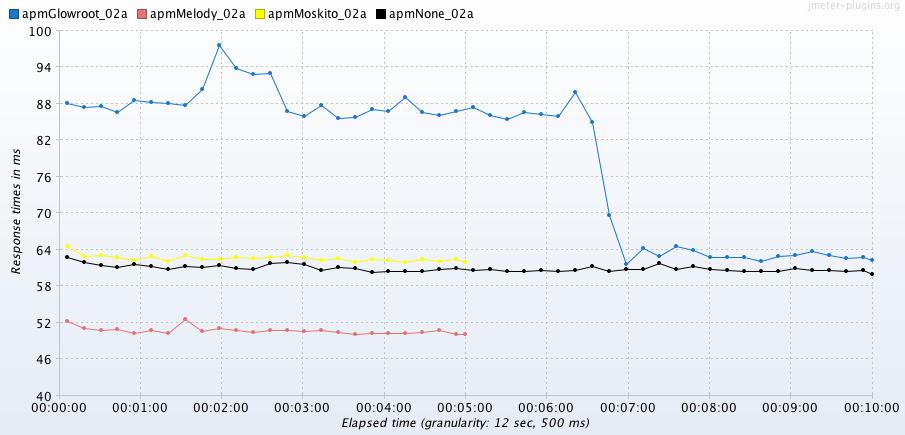 jmeter-plugins.org
apmGlowroot_02a apmMelody_02a apmMoskito_02a apmNone_02a
100
94
88
82
76
70
64
58
52
46
40
Response times in ms
00:00:00 00:01:00 00:02:00 00:03:00 00:04:00 00:05:00 00:06:00 00:07:00 00:08:00 00:09:00 00:10:00
Elapsed time (granularity: 12 sec, 500 ms)